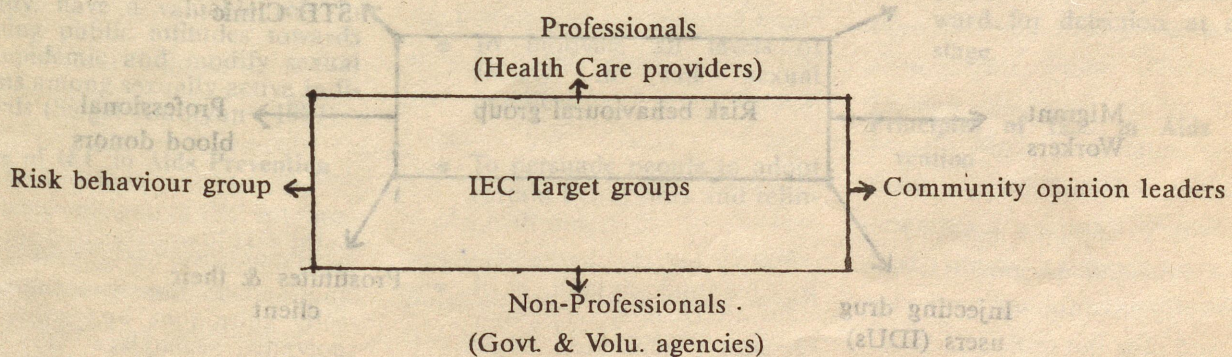 Professionals
(Health Care providers)
Risk behaviour group
IEC Target groups
Community opinion leaders
Non-Professionals
(Govt. & Volu. agencies)